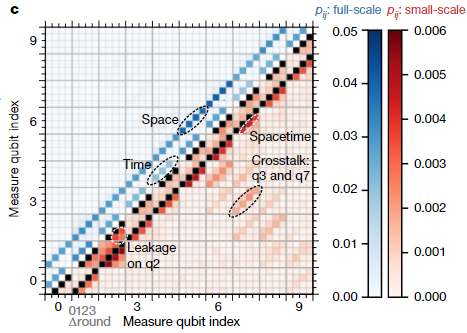 c
pij: full-scale pij: small-scale
0.05 0.006
9
0.005
0.04
Space
6
0.004
Spacetime
0.03
Measure qubit index
Time
Crosstalk:
q3 and q7
0.003
3
0.02
0.002
Leakage
on q2
0.01
0.001
0
0.00 0.000
0 0123 3 6 9
Δround Measure qubit index